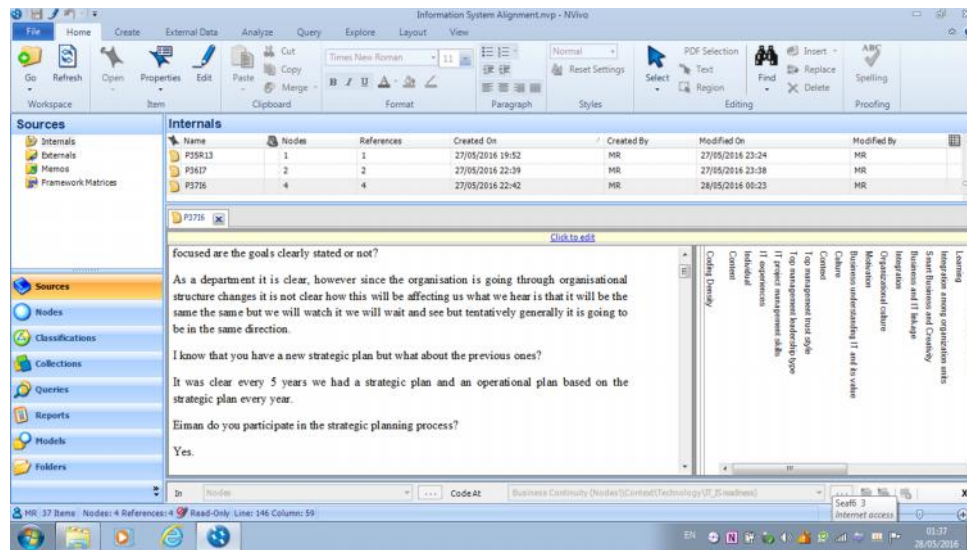 Information System Alignment.nvp - NVivo
File Home Create External Data Analyze Query Explore Layout View
Go Refresh Open Properties Edit Paste Cut Copy Merge
Times New Roman 11
B I U A
Normal
Reset Settings
Select PDF Selection Text Region
Find Insert Replace Delete
ABC Spelling
Workspace Item Clipboard Format Paragraph Styles Editing Proofing
Sources
Internals
Externals
Memos
Framework Matrices
Internals
Name Nodes References Created On Created By Modified On Modified By
P35R13 1 1 27/05/2016 19:52 MR 27/05/2016 23:24 MR
P36I7 2 2 27/05/2016 22:39 MR 27/05/2016 23:38 MR
P37I6 4 4 27/05/2016 22:42 MR 28/05/2016 00:23 MR
P37I6
Click to edit
focused are the goals clearly stated or not?
As a department it is clear, however since the organisation is going through organisational
structure changes it is not clear how this will be affecting us what we hear is that it will be the
same the same but we will watch it we will wait and see but tentatively generally it is going to
be in the same direction.
I know that you have a new strategic plan but what about the previous ones?
It was clear every 5 years we had a strategic plan and an operational plan based on the
strategic plan every year.
Eiman do you participate in the strategic planning process?
Yes.
Coding Density
Content
Individual
IT experiences
IT project management skills
Top management leadership type
Top management trust style
Context
Culture
Business understanding IT and its value
Motivation
Organizational culture
Integration
Business and IT linkage
Smart Business and Creativity
Integration among organization units
Learning
Sources
Nodes
Classifications
Collections
Queries
Reports
Models
Folders
In Nodes Code At Business Continuity (Nodes\\Context\Technology\IT_IS readiness)
MR 37 Items Nodes: 4 References: 4 Read-Only Line: 146 Column: 59
Seaf6 3
Internet access
EN
01:37
28/05/2016